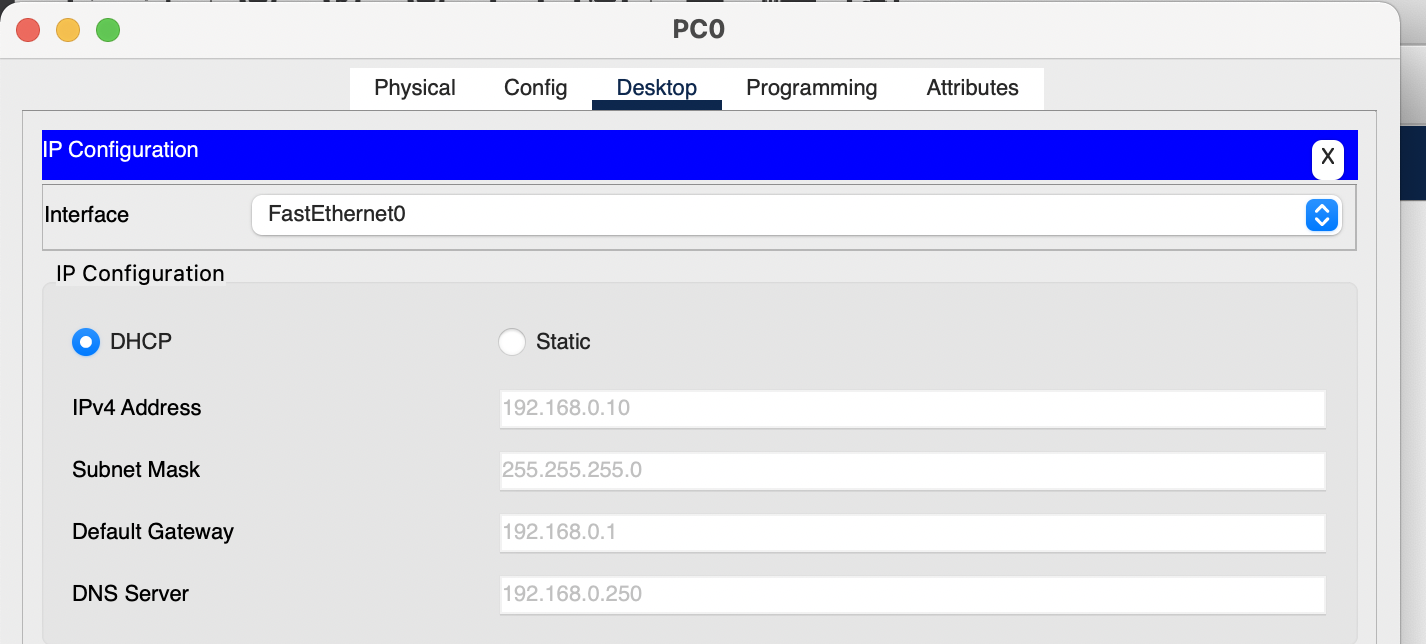 PC0
Physical Config Desktop Programming Attributes
IP Configuration
X
Interface FastEthernet0
IP Configuration
DHCP Static
IPv4 Address 192.168.0.10
Subnet Mask 255.255.255.0
Default Gateway 192.168.0.1
DNS Server 192.168.0.250